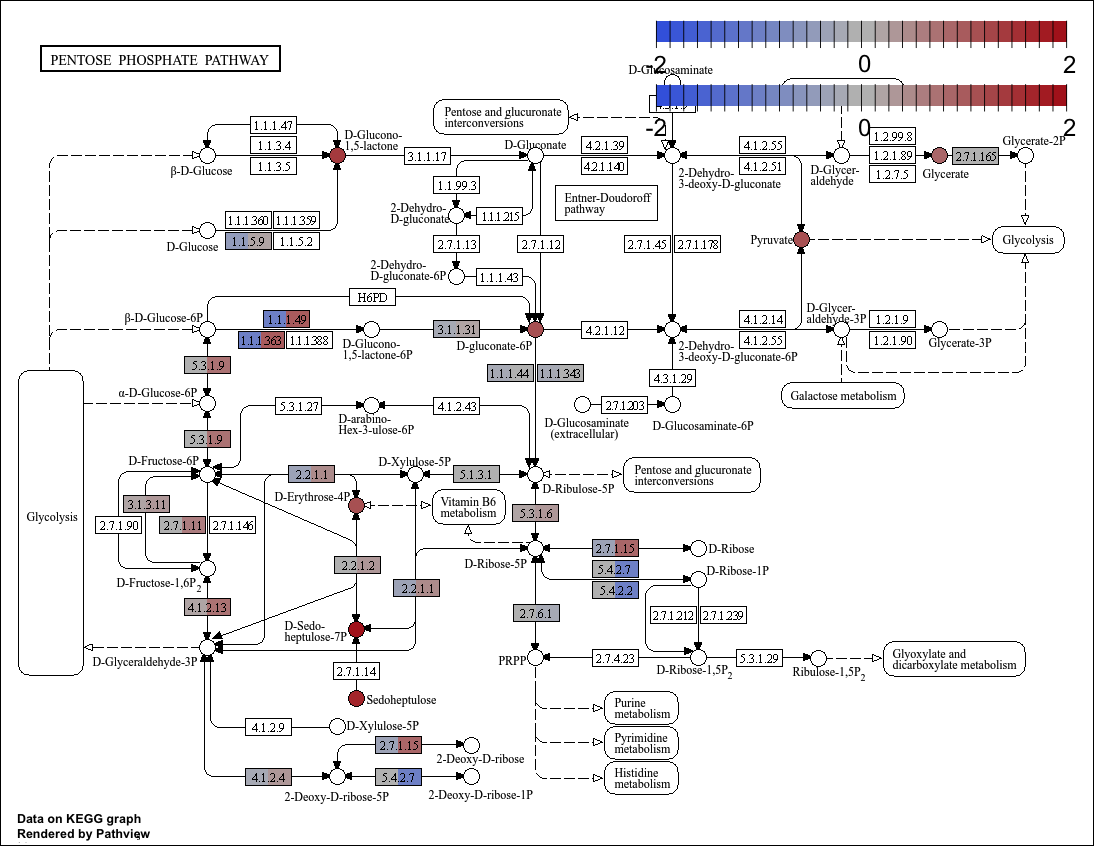 PENTOSE PHOSPHATE PATHWAY
-2 0 2
D-Glucosaminate
-2 0 2
Pentose and glucuronate
interconversions
1.1.1.47
1.1.3.4
1.1.3.5
D-Glucono-
1,5-lactone
β-D-Glucose
3.1.1.17
D-Gluconate
4.2.1.39
4.2.1.140
2-Dehydro-
3-deoxy-D-gluconate
1.2.55
4.1.2.51
D-Glycer-
aldehyde
1.2.99.8
1.2.1.89
1.2.7.5
Glycerate
2.7.1.165
Glycerate-2P
1.1.99.3
2-Dehydro-
D-gluconate
1.1.1.215
Entner-Doudoroff
pathway
1.1.1.360 1.1.1.359
1.1.5.9 1.1.5.2
D-Glucose
2.7.1.13
2.7.1.12
2.7.1.45 2.7.1.178
Pyruvate
Glycolysis
2-Dehydro-
D-gluconate-6P
1.1.1.43
H6PD
β-D-Glucose-6P
1.1.1.49
1.1.1.363 1.1.1.388
D-Glucono-
1,5-lactone-6P
3.1.1.31
D-gluconate-6P
4.2.1.12
2-Dehydro-
3-deoxy-D-gluconate-6P
4.1.2.14
4.1.2.55
D-Glycer-
aldehyde-3P
1.2.1.9
1.2.1.90
Glycerate-3P
5.3.1.9
1.1.1.44 1.1.1.343
4.3.1.29
Galactose metabolism
α-D-Glucose-6P
5.3.1.27
D-arabino-
Hex-3-ulose-6P
4.1.2.43
D-Glucosaminate
(extracellular)
2.7.1.203
D-Glucosaminate-6P
5.3.1.9
D-Fructose-6P
2.2.1.1
D-Xylulose-5P
5.1.3.1
D-Ribulose-5P
Pentose and glucuronate
interconversions
D-Erythrose-4P
Vitamin B6
metabolism
3.1.3.11
2.7.1.90
2.7.1.11
2.7.1.146
5.3.1.6
Glycolysis
2.2.1.2
D-Ribose-5P
2.7.1.15
D-Ribose
5.4.2.7
5.4.2.2
D-Ribose-1P
D-Fructose-1,6P2
2.2.1.1
4.1.2.13
2.7.6.1
2.7.1.212 2.7.1.239
D-Sedo-
heptulose-7P
D-Glyceraldehyde-3P
PRPP
2.7.4.23
D-Ribose-1,5P2
5.3.1.29
Ribulose-1,5P2
Glyoxylate and
dicarboxylate metabolism
2.7.1.14
Sedoheptulose
Purine
metabolism
4.1.2.9
D-Xylulose-5P
Pyrimidine
metabolism
2.7.1.15
2-Deoxy-D-ribose
Histidine
metabolism
4.1.2.4
2-Deoxy-D-ribose-5P
5.4.2.7
2-Deoxy-D-ribose-1P
Data on KEGG graph
Rendered by Pathview